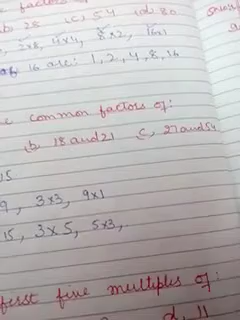 b. 28 c) 54 d) 80
2x8, 4x4, 8x2, 16x1
of 16 are: 1, 2, 4, 8, 16
common factors of:
(b. 18 and 21 c, 27 and 54
15
9, 3x3, 9x1
15, 3x5, 5x3,
first five multiples of:
d. 11